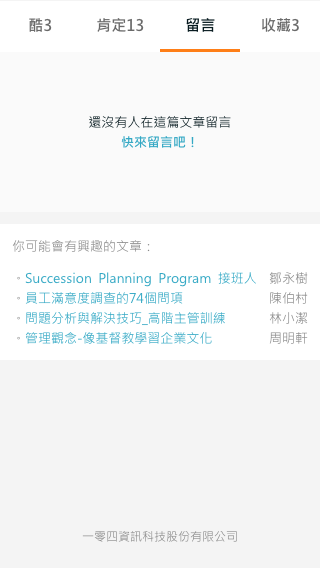 酷3 肯定13 留言 收藏3
還沒有人在這篇文章留言
快來留言吧！
你可能會有興趣的文章：
Succession Planning Program 接班人 鄒永樹
員工滿意度調查的74個問項 陳伯村
問題分析與解決技巧_高階主管訓練 林小潔
管理觀念-像基督教學習企業文化 周明軒
一零四資訊科技股份有限公司